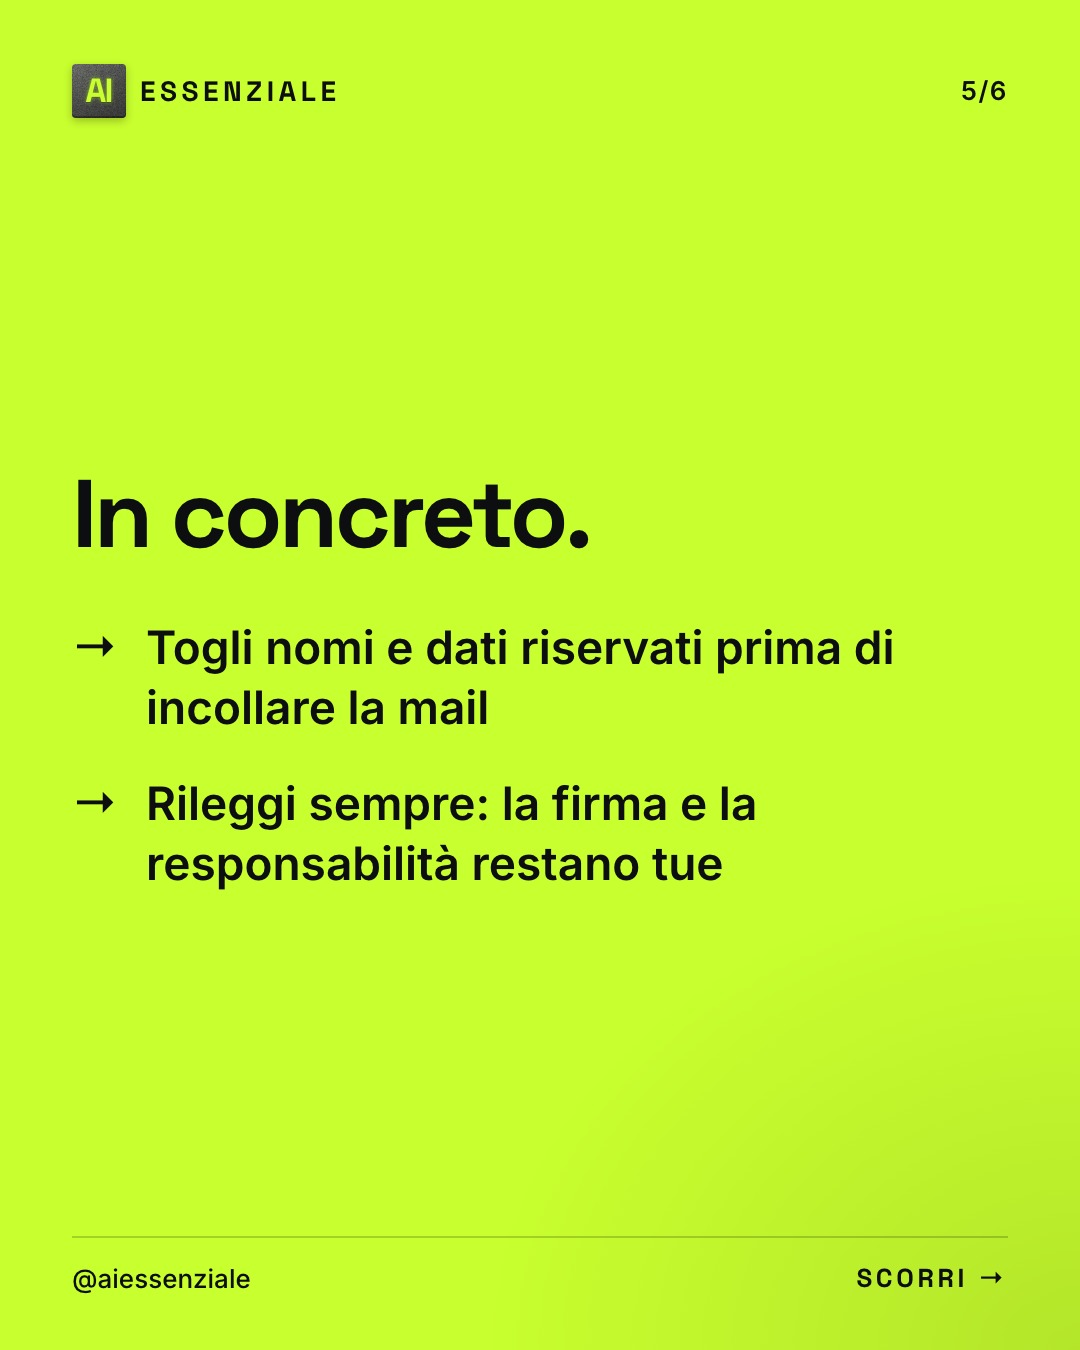 AI ESSENZIALE
5/6
In concreto.
→ Togli nomi e dati riservati prima di
incollare la mail
→ Rileggi sempre: la firma e la
responsabilità restano tue
@aiessenziale
SCORRI →